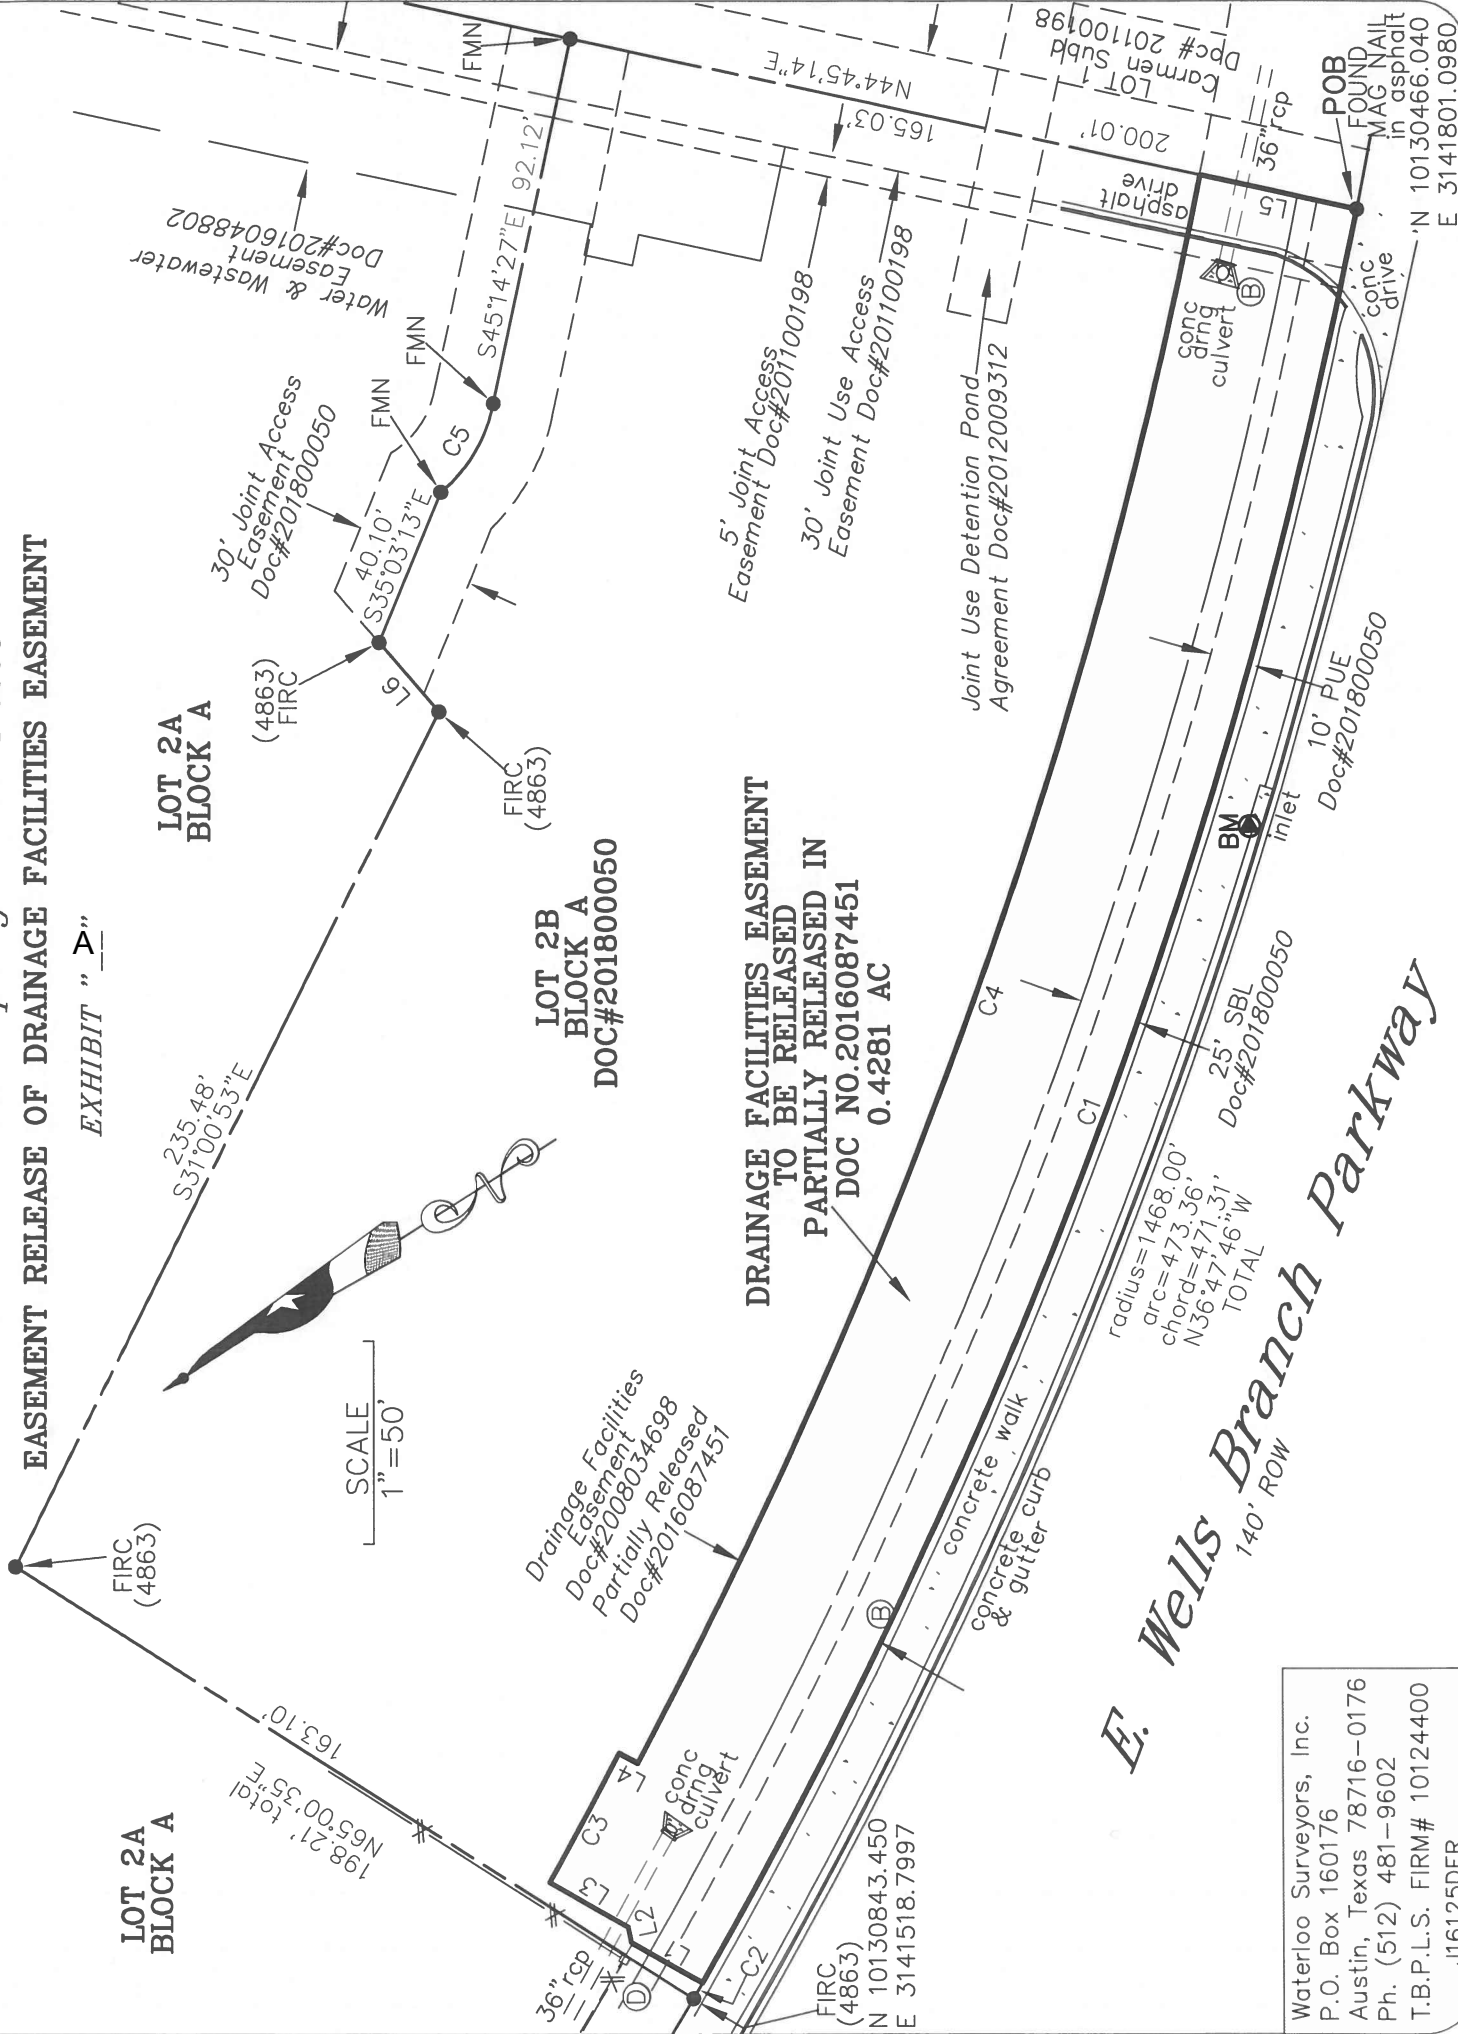 EASEMENT RELEASE OF DRAINAGE FACILITIES EASEMENT
EXHIBIT "A"
LOT 2A
BLOCK A
FIRC
(4863)
235.48'
S31°00'53"E
LOT 2A
BLOCK A
(4863)
FIRC
30' Joint Access
Easement
Doc#201800050
40.10'
S35°03'13"E
L6
FIRC
(4863)
FMN
C5
FMN
S45°14'27"E 92.12'
FMN
Water & Wastewater
Easement
Doc#2016048802
SCALE
1"=50'
LOT 2B
BLOCK A
DOC#201800050
198.21' total
N65°00'35"E
163.10'
DRAINAGE FACILITIES EASEMENT
TO BE RELEASED
PARTIALLY RELEASED IN
DOC NO.2016087451
0.4281 AC
Drainage Facilities
Easement
Doc#2008034698
Partially Released
Doc#2016087451
5' Joint Access
Easement Doc#201100198
30' Joint Use Access
Easement Doc#201100198
Joint Use Detention Pond
Agreement Doc#2012009312
N44°45'14"E
165.03'
200.01'
LOT 1
Carmen Subd
Doc# 201100198
asphalt
drive
36" rcp
L5
POB
FOUND
MAG NAIL
in asphalt
N 10130466.040
E 3141801.0980
conc
drng
culvert
B
conc
drive
C4
C1
C3
L4
L3
L2
L1
C2
conc
drng
culvert
36" rcp
D
FIRC
(4863)
N 10130843.450
E 3141518.7997
B
concrete walk
concrete curb
& gutter
radius=1468.00'
arc=473.36'
chord=471.31'
N36°47'46"W
TOTAL
25' SBL
Doc#201800050
BM
inlet
10' PUE
Doc#201800050
E. Wells Branch Parkway
140' ROW
Waterloo Surveyors, Inc.
P.O. Box 160176
Austin, Texas 78716-0176
Ph. (512) 481-9602
T.B.P.L.S. FIRM# 10124400
J16125DER